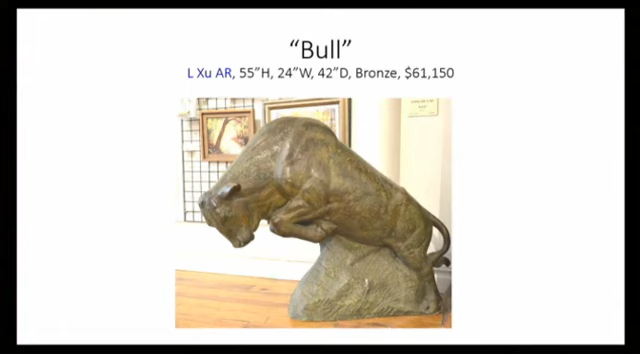 “Bull”
L Xu AR, 55”H, 24”W, 42”D, Bronze, $61,150